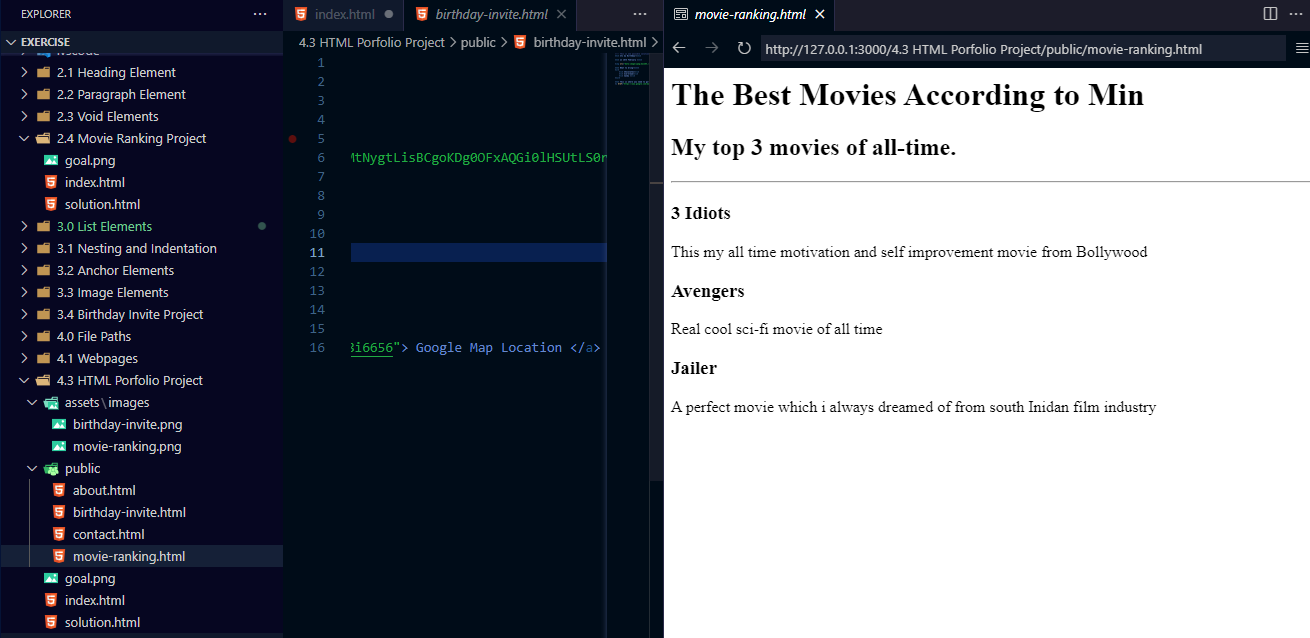 EXPLORER
EXERCISE
2.1 Heading Element
2.2 Paragraph Element
2.3 Void Elements
2.4 Movie Ranking Project
goal.png
index.html
solution.html
3.0 List Elements
3.1 Nesting and Indentation
3.2 Anchor Elements
3.3 Image Elements
3.4 Birthday Invite Project
4.0 File Paths
4.1 Webpages
4.3 HTML Porfolio Project
assets\images
birthday-invite.png
movie-ranking.png
public
about.html
birthday-invite.html
contact.html
movie-ranking.html
goal.png
index.html
solution.html
index.html
birthday-invite.html
4.3 HTML Porfolio Project > public > birthday-invite.html >
1
2
3
4
5
6 MtNygtLisBCgoKDg0OFxAQGi0lHSUtLS0r
7
8
9
10
11
12
13
14
15
16 3i6656"> Google Map Location </a>
movie-ranking.html
http://127.0.0.1:3000/4.3 HTML Porfolio Project/public/movie-ranking.html
The Best Movies According to Min
My top 3 movies of all-time.
3 Idiots
This my all time motivation and self improvement movie from Bollywood
Avengers
Real cool sci-fi movie of all time
Jailer
A perfect movie which i always dreamed of from south Inidan film industry